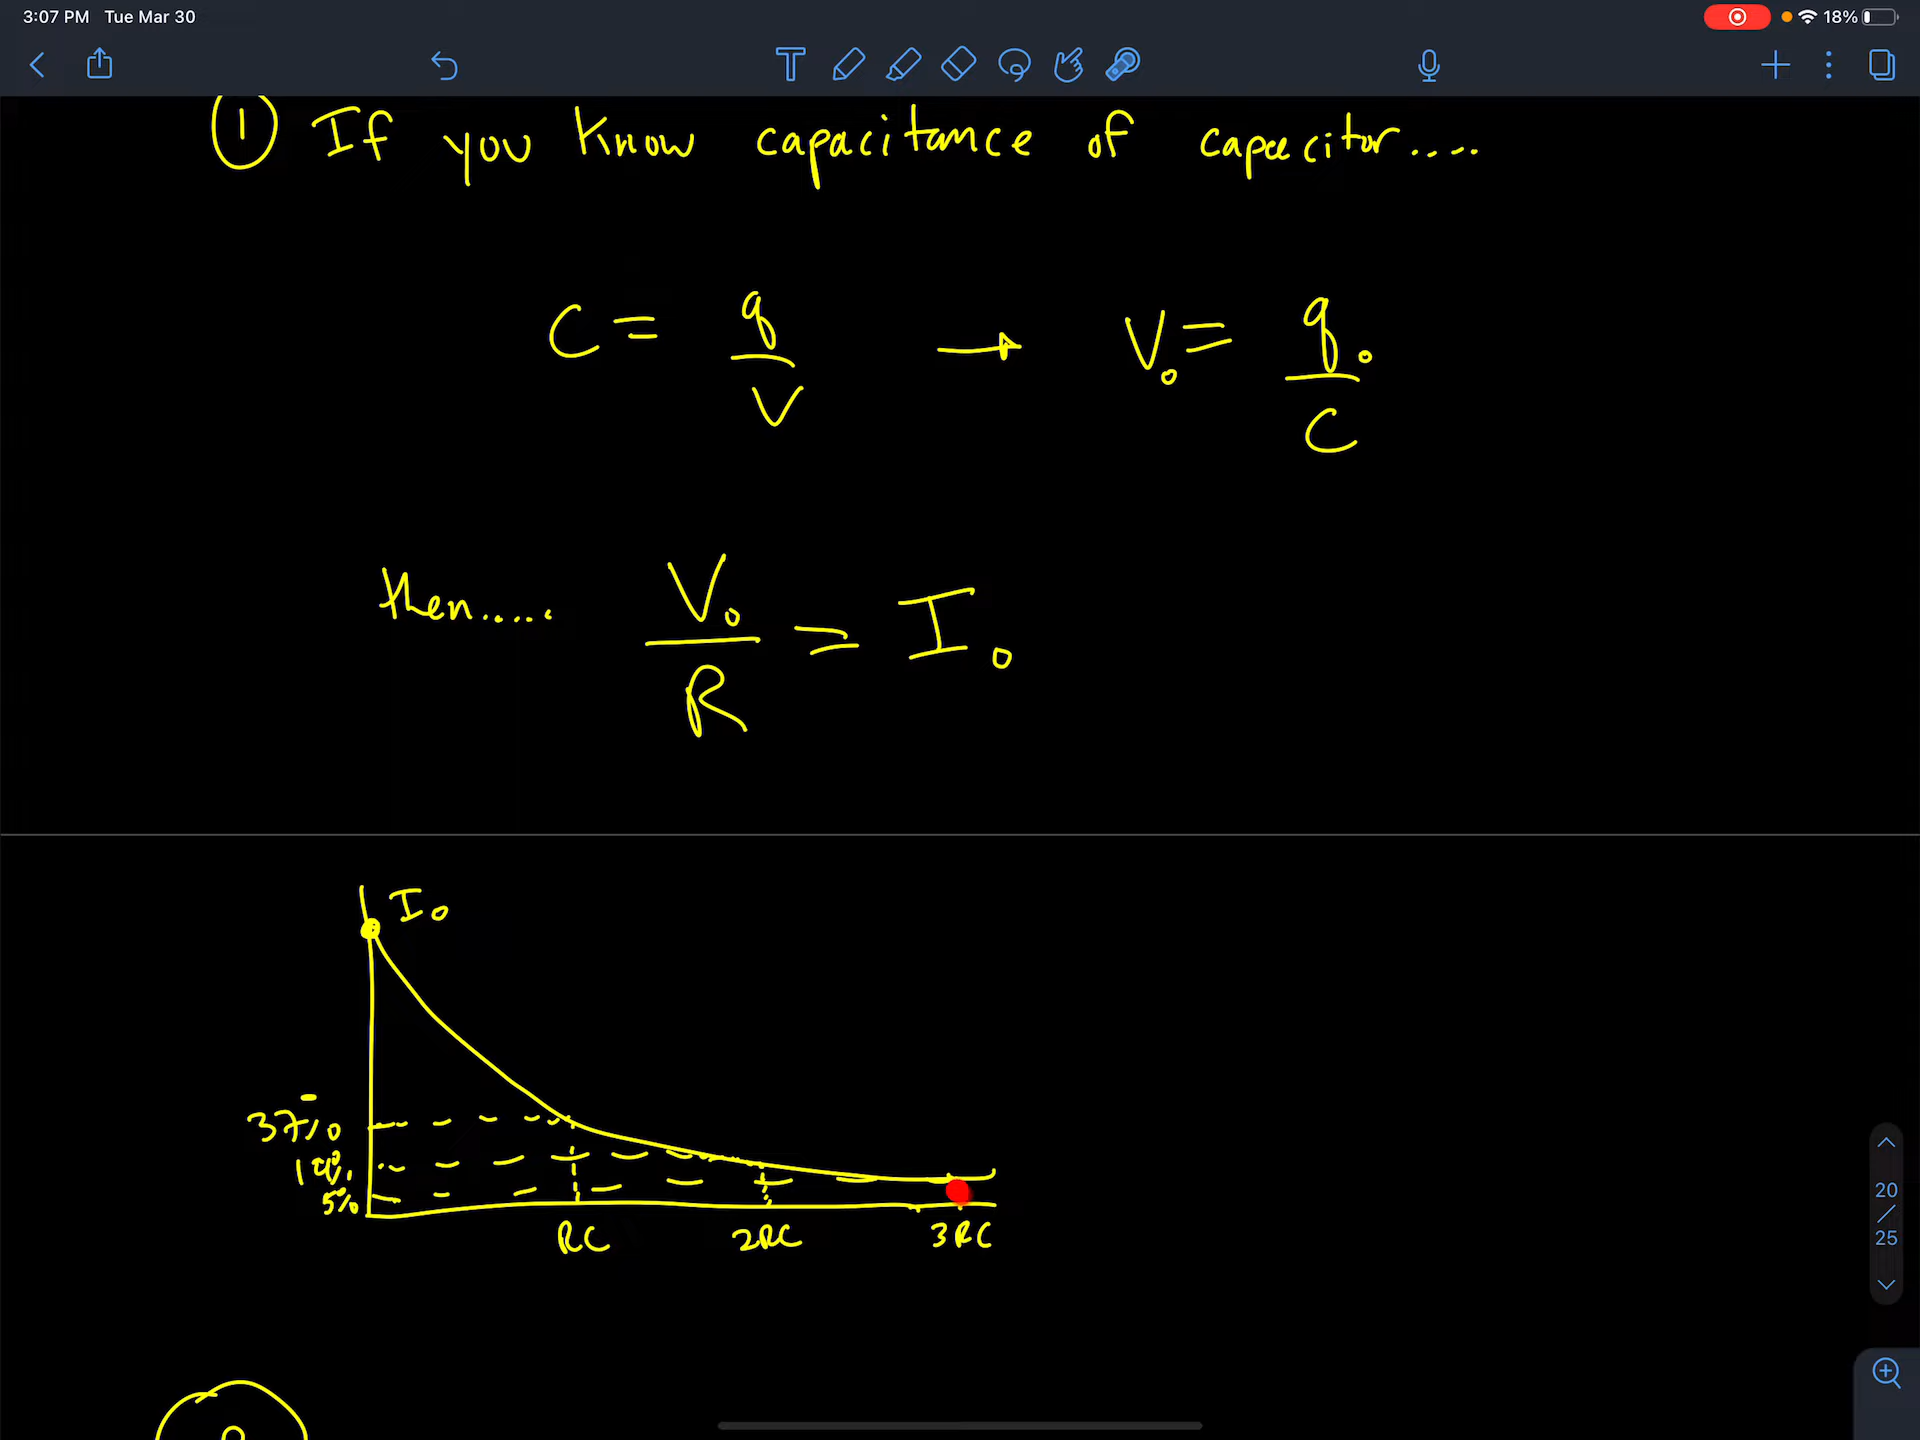 3:07 PM Tue Mar 30
18%
① If you know capacitance of capacitor....
C = q/V → V₀ = q₀/C
then..... V₀/R = I₀
I₀
37%
5%
RC 2RC 3RC
20
/
25